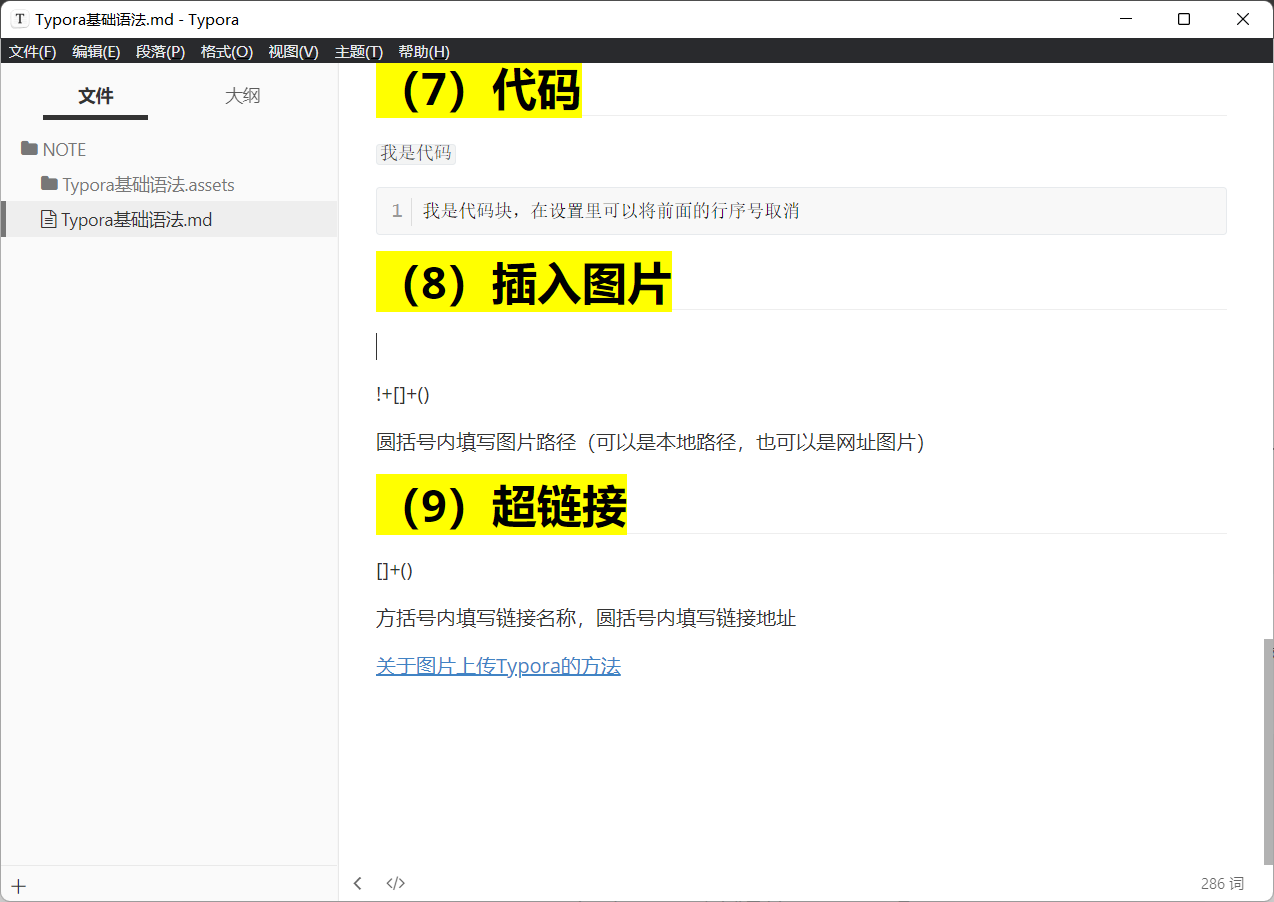 Typora基础语法.md - Typora
文件(F) 编辑(E) 段落(P) 格式(O) 视图(V) 主题(T) 帮助(H)
文件 大纲
NOTE
Typora基础语法.assets
Typora基础语法.md
（7）代码
我是代码
1 我是代码块，在设置里可以将前面的行序号取消
（8）插入图片
!+[]+()
圆括号内填写图片路径（可以是本地路径，也可以是网址图片）
（9）超链接
[]+()
方括号内填写链接名称，圆括号内填写链接地址
关于图片上传Typora的方法
286 词